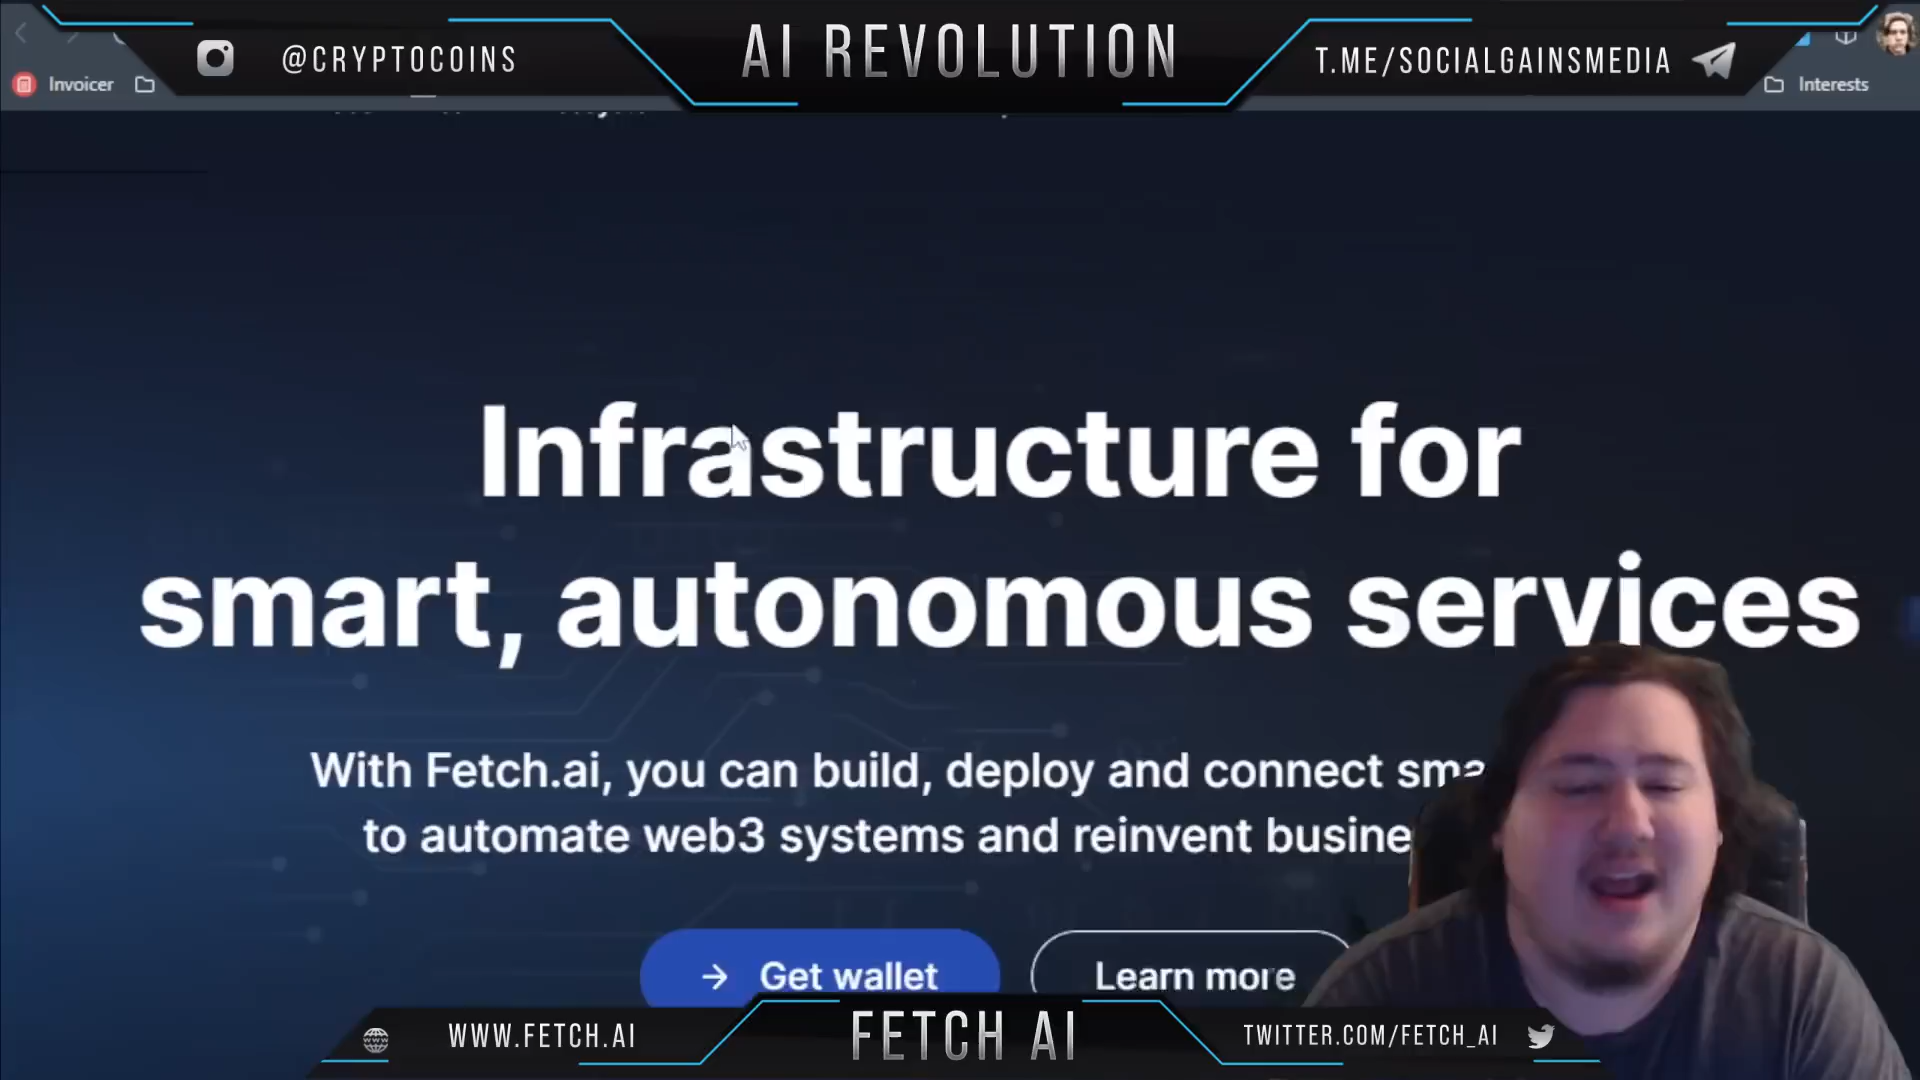 @CRYPTOCOINS
AI REVOLUTION
T.ME/SOCIALGAINSMEDIA
Invoicer
Interests
Infrastructure for
smart, autonomous services
With Fetch.ai, you can build, deploy and connect
to automate web3 systems and reinvent
Get wallet
Learn more
WWW.FETCH.AI
FETCH AI
TWITTER.COM/FETCH_AI